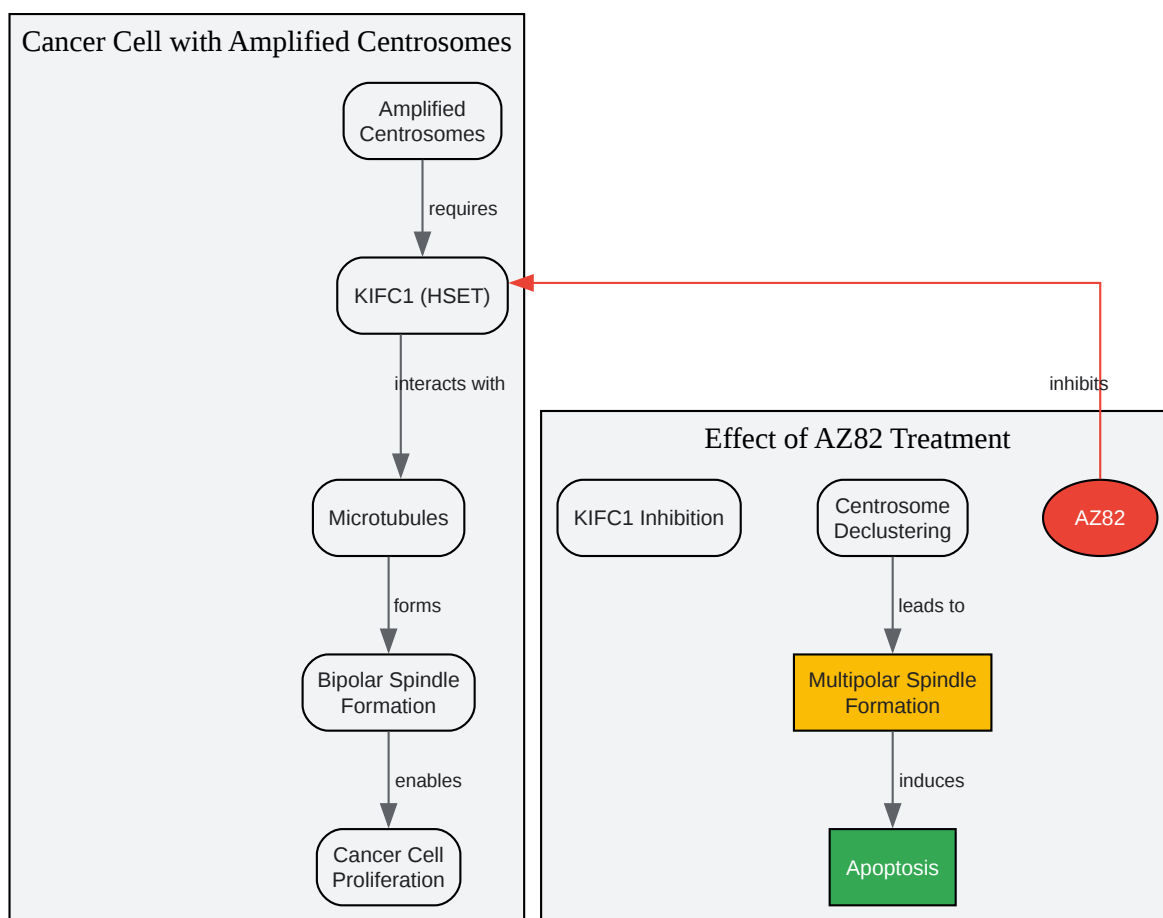 Cancer Cell with Amplified Centrosomes
Amplified
Centrosomes
requires
KIFC1 (HSET)
interacts with
Microtubules
forms
Bipolar Spindle
Formation
enables
Cancer Cell
Proliferation
inhibits
Effect of AZ82 Treatment
KIFC1 Inhibition
Centrosome
Declustering
AZ82
leads to
Multipolar Spindle
Formation
induces
Apoptosis